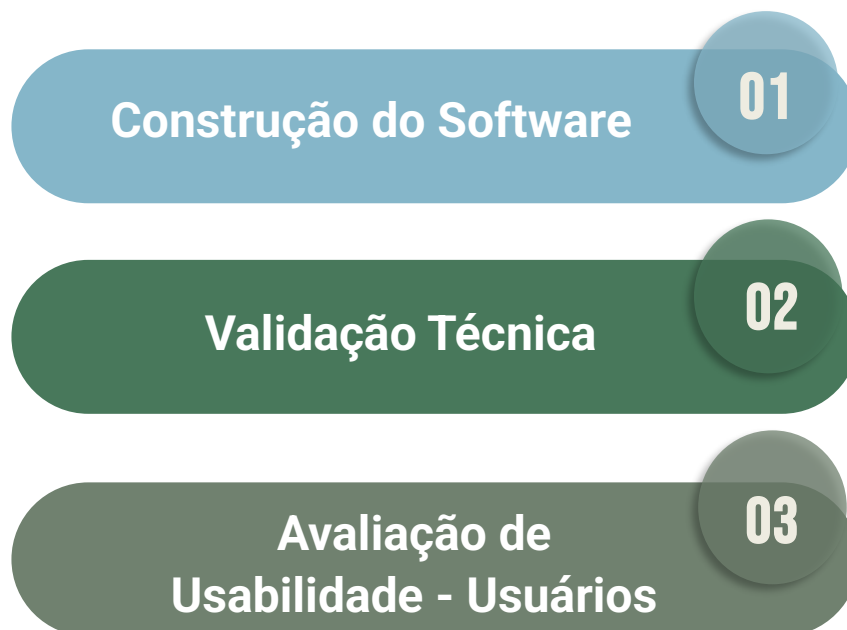 01
Construção do Software
02
Validação Técnica
03
Avaliação de
Usabilidade - Usuários